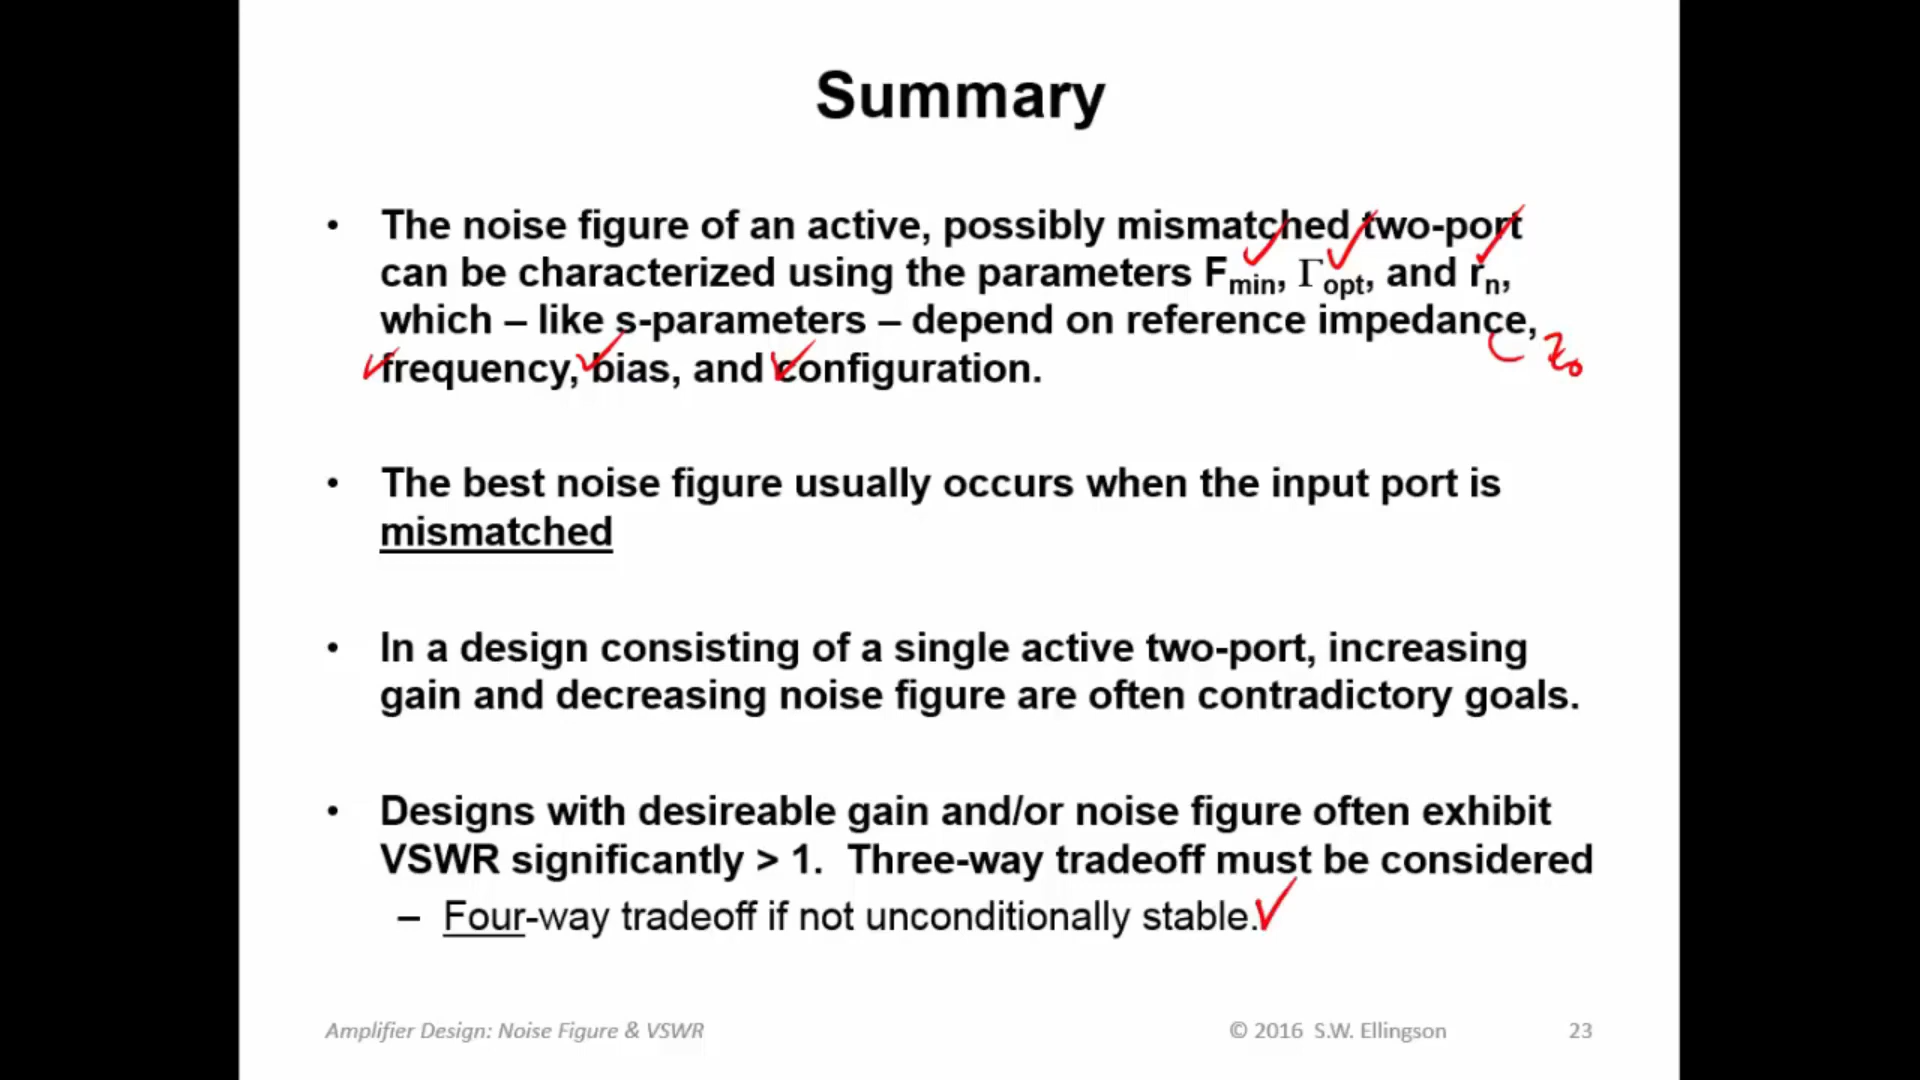 Summary
• The noise figure of an active, possibly mismatched two-port
can be characterized using the parameters Fmin, Γopt, and rn,
which – like s-parameters – depend on reference impedance,
Z0
frequency, bias, and configuration.
• The best noise figure usually occurs when the input port is
mismatched
• In a design consisting of a single active two-port, increasing
gain and decreasing noise figure are often contradictory goals.
• Designs with desireable gain and/or noise figure often exhibit
VSWR significantly > 1. Three-way tradeoff must be considered
– Four-way tradeoff if not unconditionally stable.
Amplifier Design: Noise Figure & VSWR © 2016 S.W. Ellingson 23